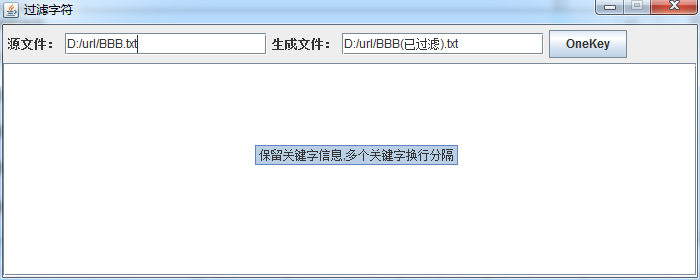 过滤字符
源文件： D:/url/BBB.txt 生成文件： D:/url/BBB(已过滤).txt OneKey
保留关键字信息,多个关键字换行分隔